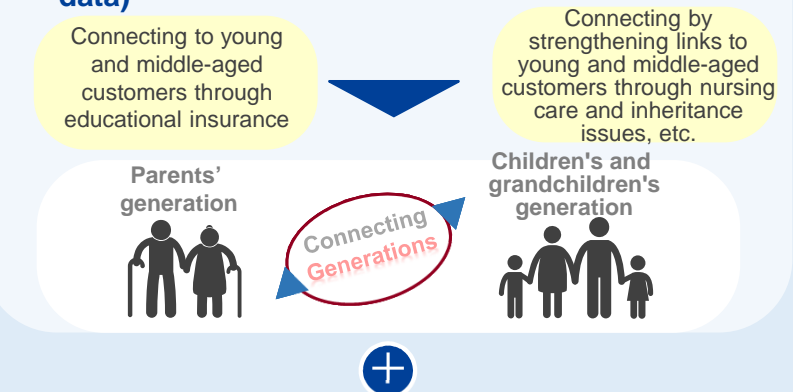 data)
Connecting to young
and middle-aged
customers through
educational insurance
Connecting by
strengthening links to
young and middle-aged
customers through nursing
care and inheritance
issues, etc.
Parents’
generation
Children's and
grandchildren's
generation
Connecting
Generations